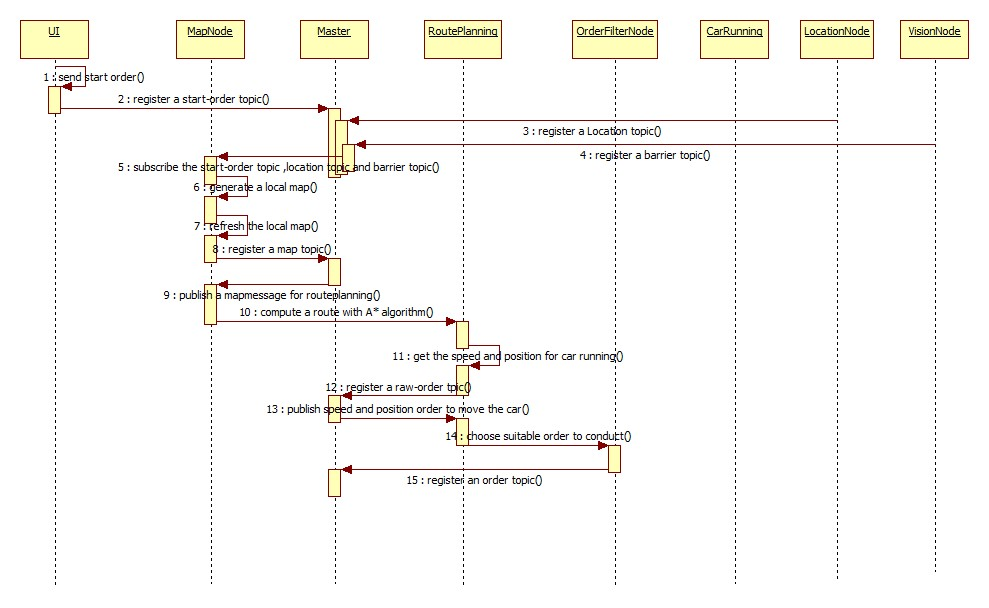 UI
MapNode
Master
RoutePlanning
OrderFilterNode
CarRunning
LocationNode
VisionNode
1 : send start order()
2 : register a start-order topic()
3 : register a Location topic()
4 : register a barrier topic()
5 : subscribe the start-order topic ,location topic and barrier topic()
6 : generate a local map()
7 : refresh the local map()
8 : register a map topic()
9 : publish a mapmessage for routeplanning()
10 : compute a route with A* algorithm()
11 : get the speed and position for car running()
12 : register a raw-order tpic()
13 : publish speed and position order to move the car()
14 : choose suitable order to conduct()
15 : register an order topic()